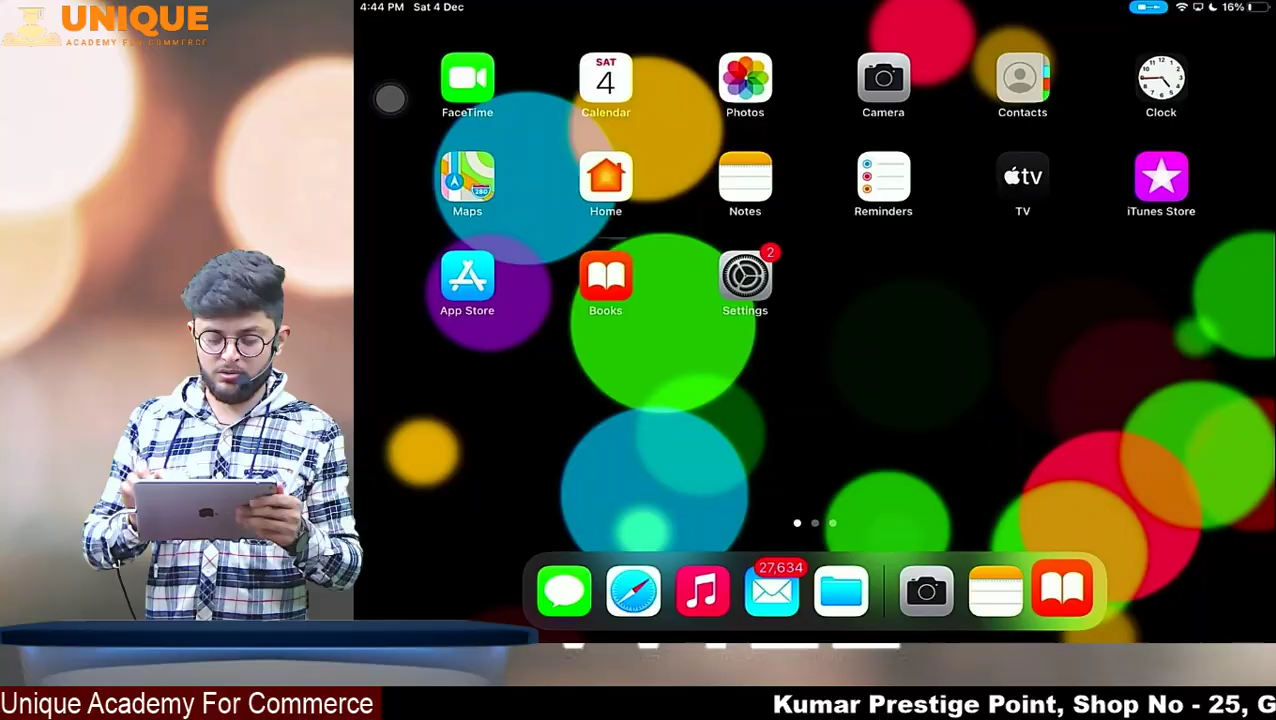 UNIQUE
ACADEMY FOR COMMERCE
4:44 PM Sat 4 Dec
16%
FaceTime
SAT
4
Calendar
Photos
Camera
Contacts
Clock
280
Maps
Home
Notes
Reminders
tv
TV
iTunes Store
App Store
Books
2
Settings
27,634
Unique Academy For Commerce
Kumar Prestige Point, Shop No - 25, G